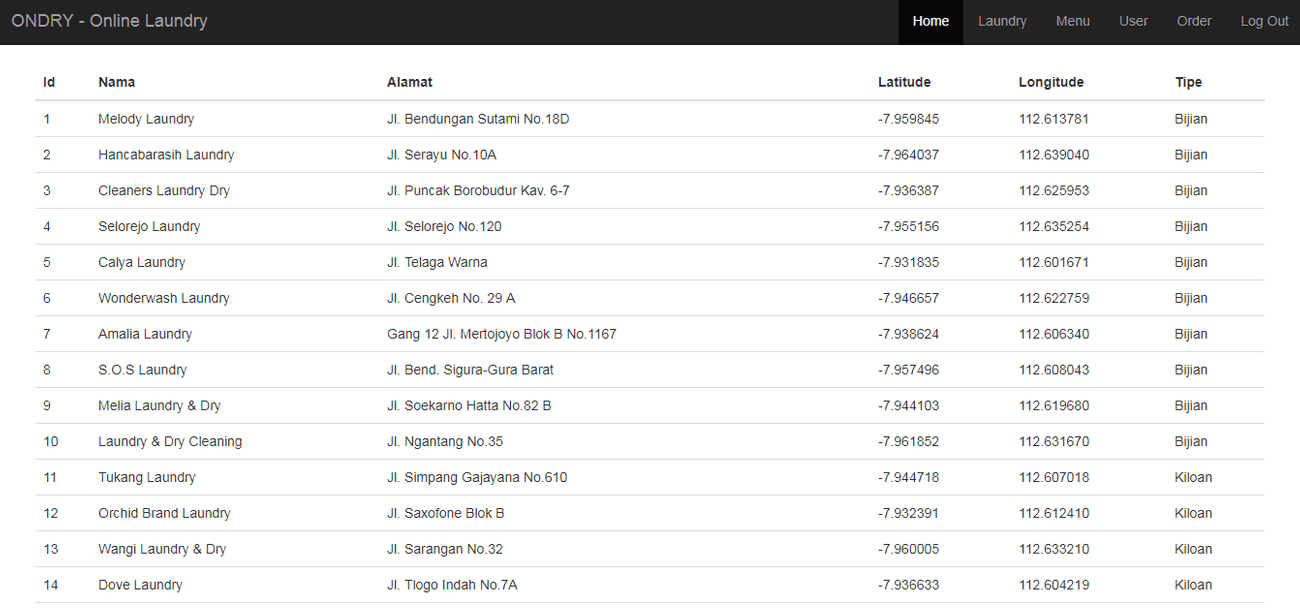 ONDRY - Online Laundry Home Laundry Menu User Order Log Out
Id Nama Alamat Latitude Longitude Tipe
1 Melody Laundry Jl. Bendungan Sutami No.18D -7.959845 112.613781 Bijian
2 Hancabarasih Laundry Jl. Serayu No.10A -7.964037 112.639040 Bijian
3 Cleaners Laundry Dry Jl. Puncak Borobudur Kav. 6-7 -7.936387 112.625953 Bijian
4 Selorejo Laundry Jl. Selorejo No.120 -7.955156 112.635254 Bijian
5 Calya Laundry Jl. Telaga Warna -7.931835 112.601671 Bijian
6 Wonderwash Laundry Jl. Cengkeh No. 29 A -7.946657 112.622759 Bijian
7 Amalia Laundry Gang 12 Jl. Mertojoyo Blok B No.1167 -7.938624 112.606340 Bijian
8 S.O.S Laundry Jl. Bend. Sigura-Gura Barat -7.957496 112.608043 Bijian
9 Melia Laundry & Dry Jl. Soekarno Hatta No.82 B -7.944103 112.619680 Bijian
10 Laundry & Dry Cleaning Jl. Ngantang No.35 -7.961852 112.631670 Bijian
11 Tukang Laundry Jl. Simpang Gajayana No.610 -7.944718 112.607018 Kiloan
12 Orchid Brand Laundry Jl. Saxofone Blok B -7.932391 112.612410 Kiloan
13 Wangi Laundry & Dry Jl. Sarangan No.32 -7.960005 112.633210 Kiloan
14 Dove Laundry Jl. Tlogo Indah No.7A -7.936633 112.604219 Kiloan